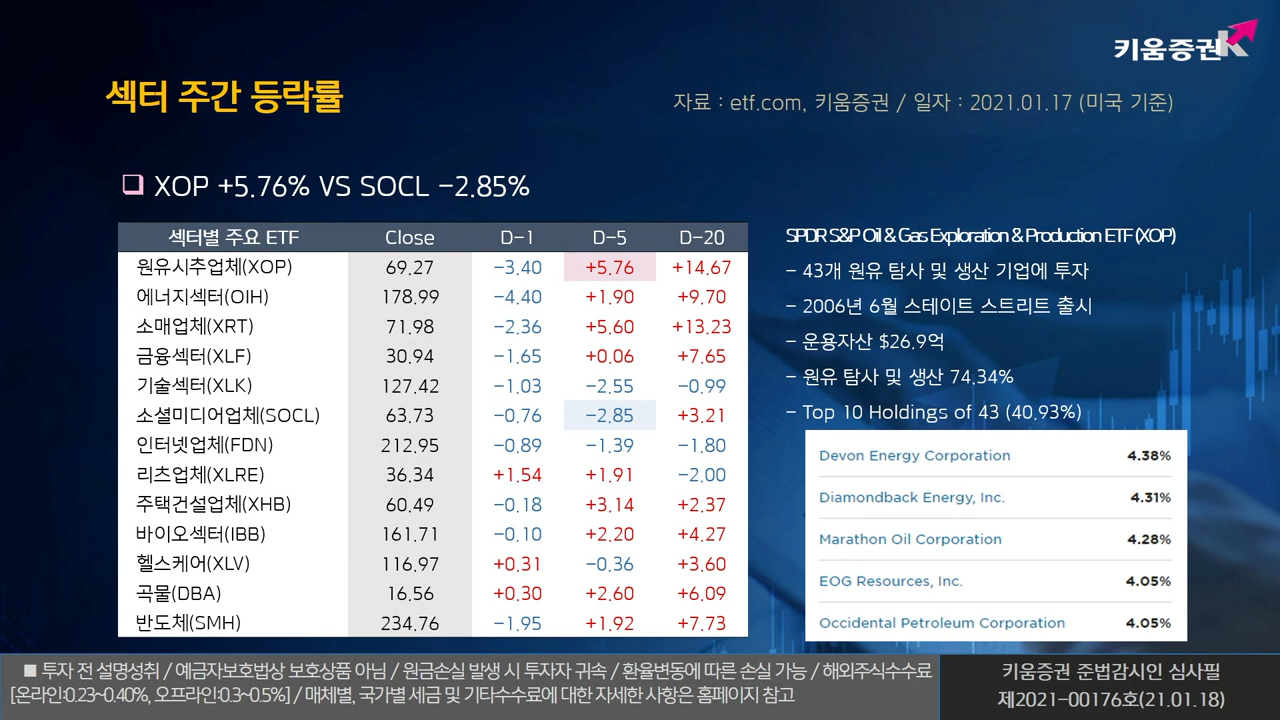 키움증권
섹터 주간 등락률
자료 : etf.com, 키움증권 / 일자 : 2021.01.17 (미국 기준)
❑ XOP +5.76% VS SOCL -2.85%
섹터별 주요 ETF Close D-1 D-5 D-20
원유시추업체(XOP) 69.27 -3.40 +5.76 +14.67
에너지섹터(OIH) 178.99 -4.40 +1.90 +9.70
소매업체(XRT) 71.98 -2.36 +5.60 +13.23
금융섹터(XLF) 30.94 -1.65 +0.06 +7.65
기술섹터(XLK) 127.42 -1.03 -2.55 -0.99
소셜미디어업체(SOCL) 63.73 -0.76 -2.85 +3.21
인터넷업체(FDN) 212.95 -0.89 -1.39 -1.80
리츠업체(XLRE) 36.34 +1.54 +1.91 -2.00
주택건설업체(XHB) 60.49 -0.18 +3.14 +2.37
바이오섹터(IBB) 161.71 -0.10 +2.20 +4.27
헬스케어(XLV) 116.97 +0.31 -0.36 +3.60
곡물(DBA) 16.56 +0.30 +2.60 +6.09
반도체(SMH) 234.76 -1.95 +1.92 +7.73
SPDR S&P Oil & Gas Exploration & Production ETF (XOP)
- 43개 원유 탐사 및 생산 기업에 투자
- 2006년 6월 스테이트 스트리트 출시
- 운용자산 $26.9억
- 원유 탐사 및 생산 74.34%
- Top 10 Holdings of 43 (40.93%)
Devon Energy Corporation 4.38%
Diamondback Energy, Inc. 4.31%
Marathon Oil Corporation 4.28%
EOG Resources, Inc. 4.05%
Occidental Petroleum Corporation 4.05%
■ 투자 전 설명성취 / 예금자보호법상 보호상품 아님 / 원금손실 발생 시 투자자 귀속 / 환율변동에 따른 손실 가능 / 해외주식수수료
[온라인:0.23~0.40%, 오프라인:0.3~0.5%] / 매체별, 국가별 세금 및 기타수수료에 대한 자세한 사항은 홈페이지 참고
키움증권 준법감시인 심사필
제2021-00176호(21.01.18)